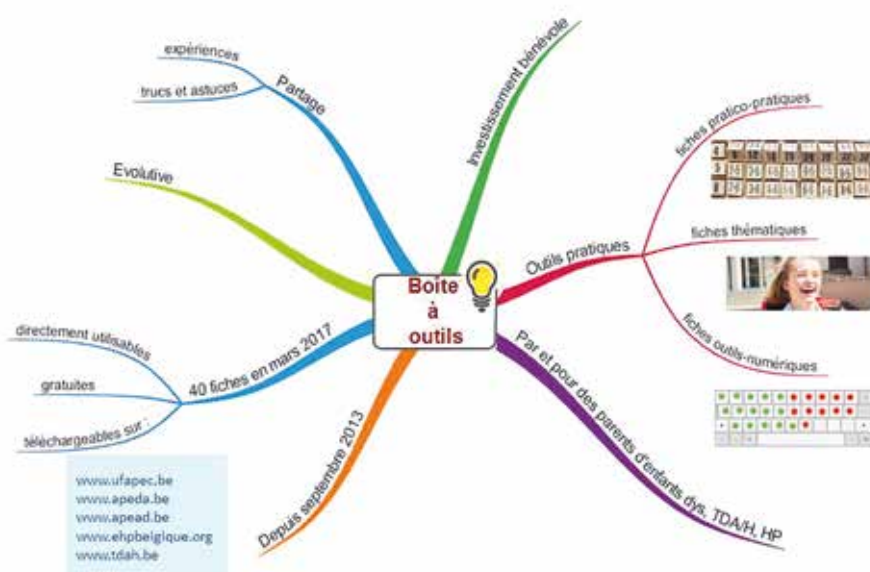 Boîte
à
outils
Investissement bénévole
Outils pratiques
fiches pratico-pratiques
fiches thématiques
fiches outils-numériques
Par et pour des parents d'enfants dys, TDA/H, HP
Depuis septembre 2013
40 fiches en mars 2017
directement utilisables
gratuites
téléchargeables sur :
www.ufapec.be
www.apeda.be
www.apead.be
www.ehpbelgique.org
www.tdah.be
Evolutive
Partage
expériences
trucs et astuces